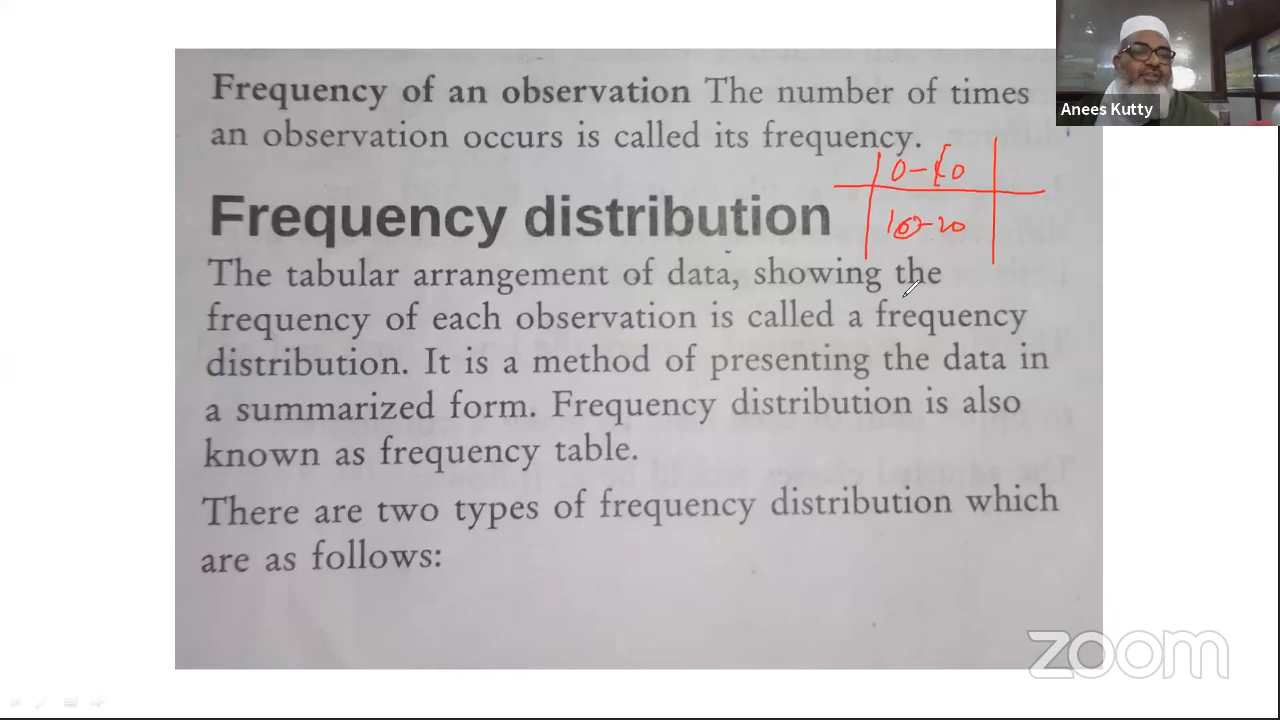 Anees Kutty
Frequency of an observation The number of times
an observation occurs is called its frequency.
0-10
Frequency distribution
10-20
The tabular arrangement of data, showing the
frequency of each observation is called a frequency
distribution. It is a method of presenting the data in
a summarized form. Frequency distribution is also
known as frequency table.
There are two types of frequency distribution which
are as follows:
zoom